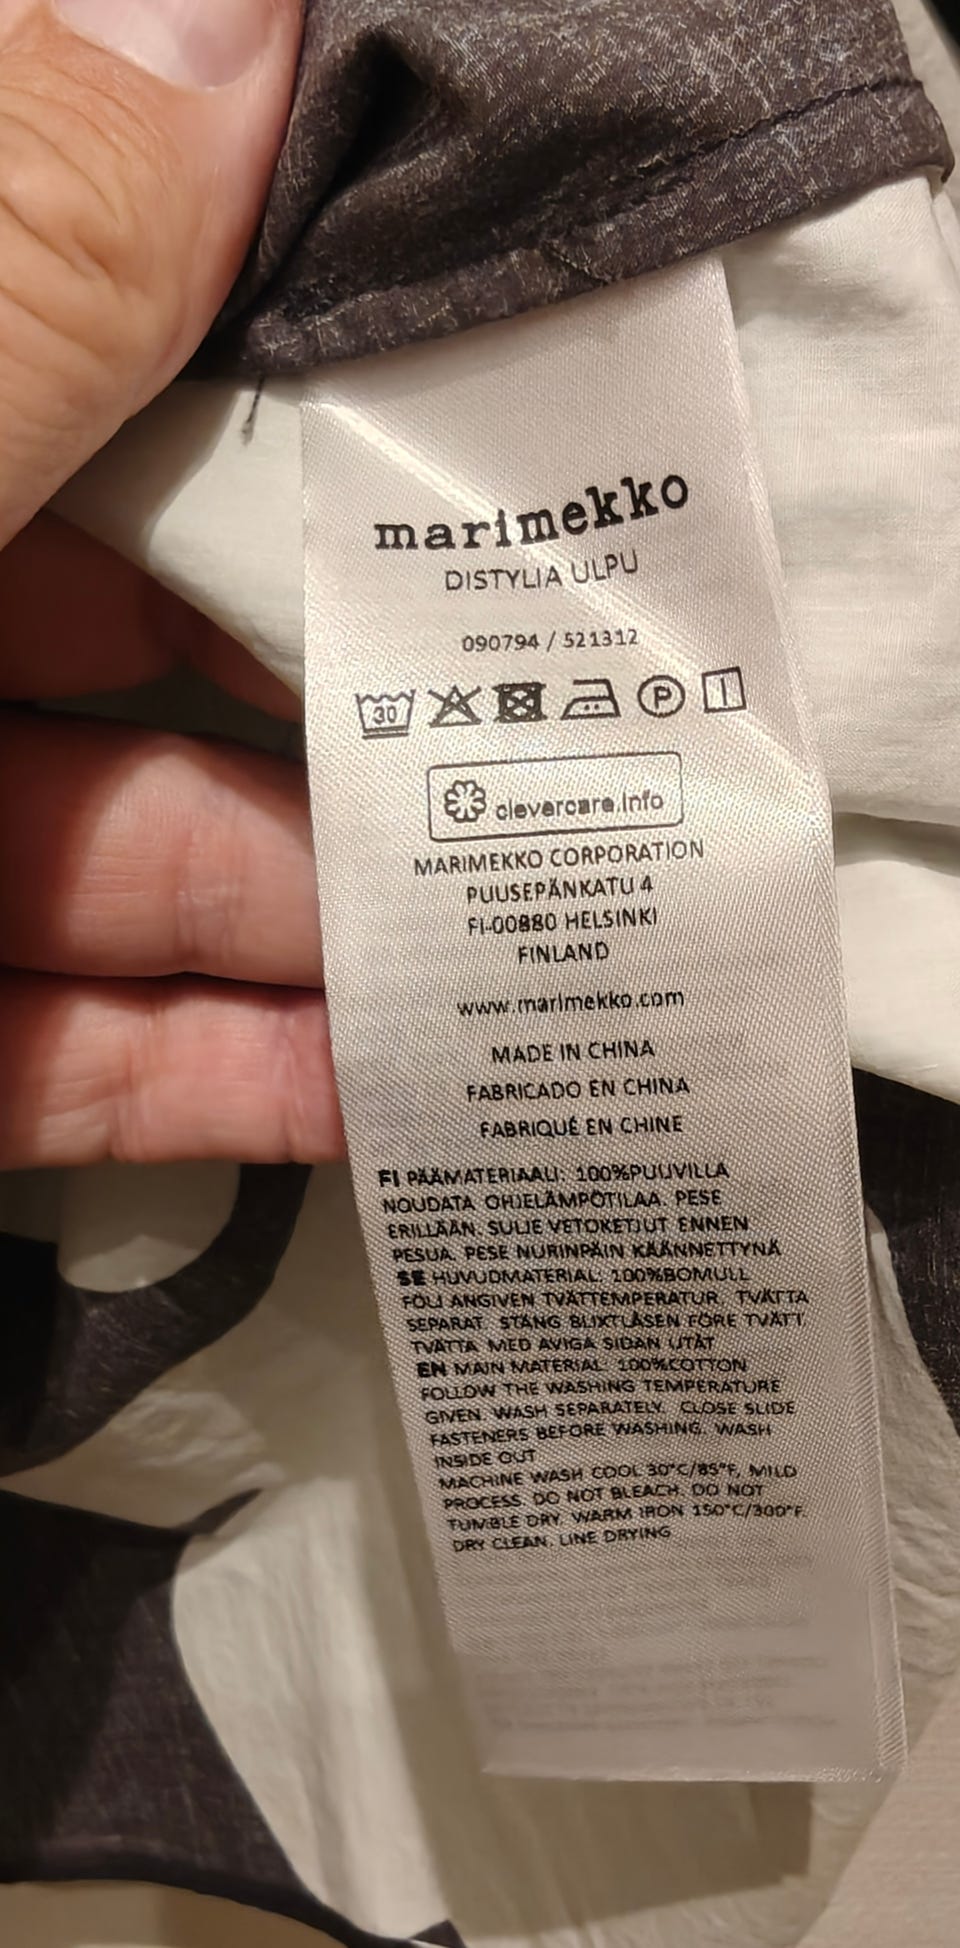 marimekko
DISTYLIA ULPU
090794 / 521312
30
P
clevercare.info
MARIMEKKO CORPORATION
PUUSEPÄNKATU 4
FI-00880 HELSINKI
FINLAND
www.marimekko.com
MADE IN CHINA
FABRICADO EN CHINA
FABRIQUÉ EN CHINE
FI PÄÄMATERIAALI: 100%PUUVILLA
NOUDATA OHJELÄMPÖTILAA. PESE
ERILLÄÄN. SULJE VETOKETJUT ENNEN
PESUA. PESE NURINPÄIN KÄÄNNETTYNÄ
SE HUVUDMATERIAL: 100%BOMULL
FÖLJ ANGIVEN TVÄTTEMPERATUR. TVÄTTA
SEPARAT. STÄNG BLIXTLÅSEN FÖRE TVÄTT.
TVÄTTA MED AVIGA SIDAN UTÅT
EN MAIN MATERIAL: 100%COTTON
FOLLOW THE WASHING TEMPERATURE
GIVEN. WASH SEPARATELY. CLOSE SLIDE
FASTENERS BEFORE WASHING. WASH
INSIDE OUT
MACHINE WASH COOL 30°C/85°F, MILD
PROCESS. DO NOT BLEACH. DO NOT
TUMBLE DRY. WARM IRON 150°C/300°F.
DRY CLEAN. LINE DRYING